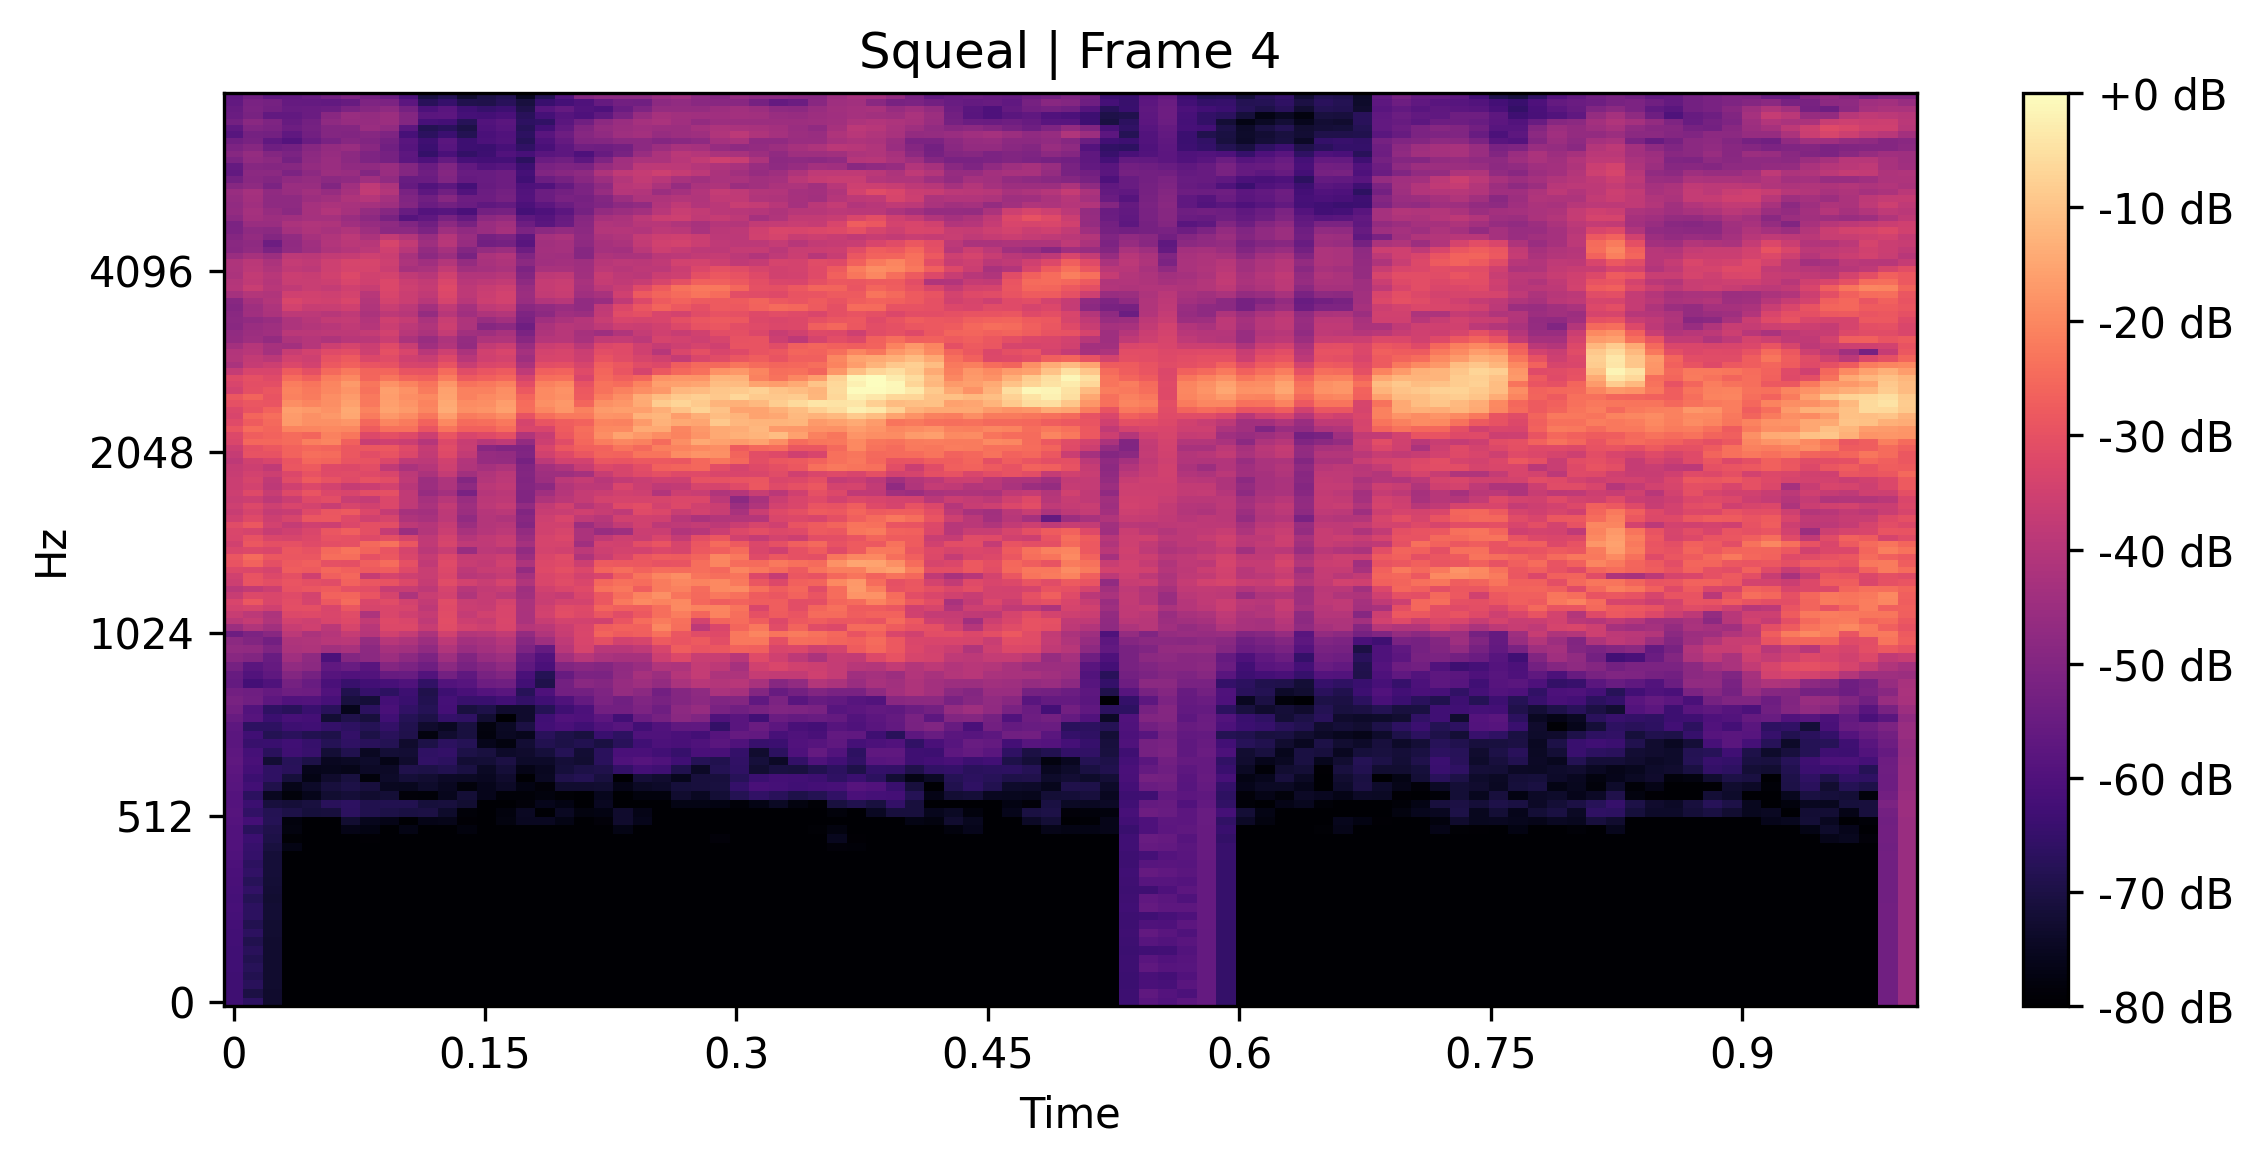 Squeal | Frame 4
+0 dB
-10 dB
-20 dB
-30 dB
-40 dB
-50 dB
-60 dB
-70 dB
-80 dB
Hz
4096
2048
1024
512
0
0 0.15 0.3 0.45 0.6 0.75 0.9
Time